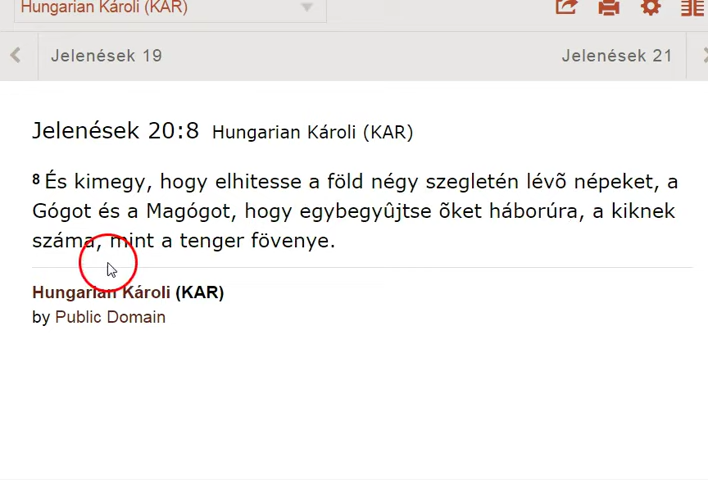 Hungarian Károli (KAR)
Jelenések 19
Jelenések 21
Jelenések 20:8 Hungarian Károli (KAR)
8 És kimegy, hogy elhitesse a föld négy szegletén lévõ népeket, a
Gógot és a Magógot, hogy egybegyûjtse õket háborúra, a kiknek
száma, mint a tenger fövenye.
Hungarian Károli (KAR)
by Public Domain